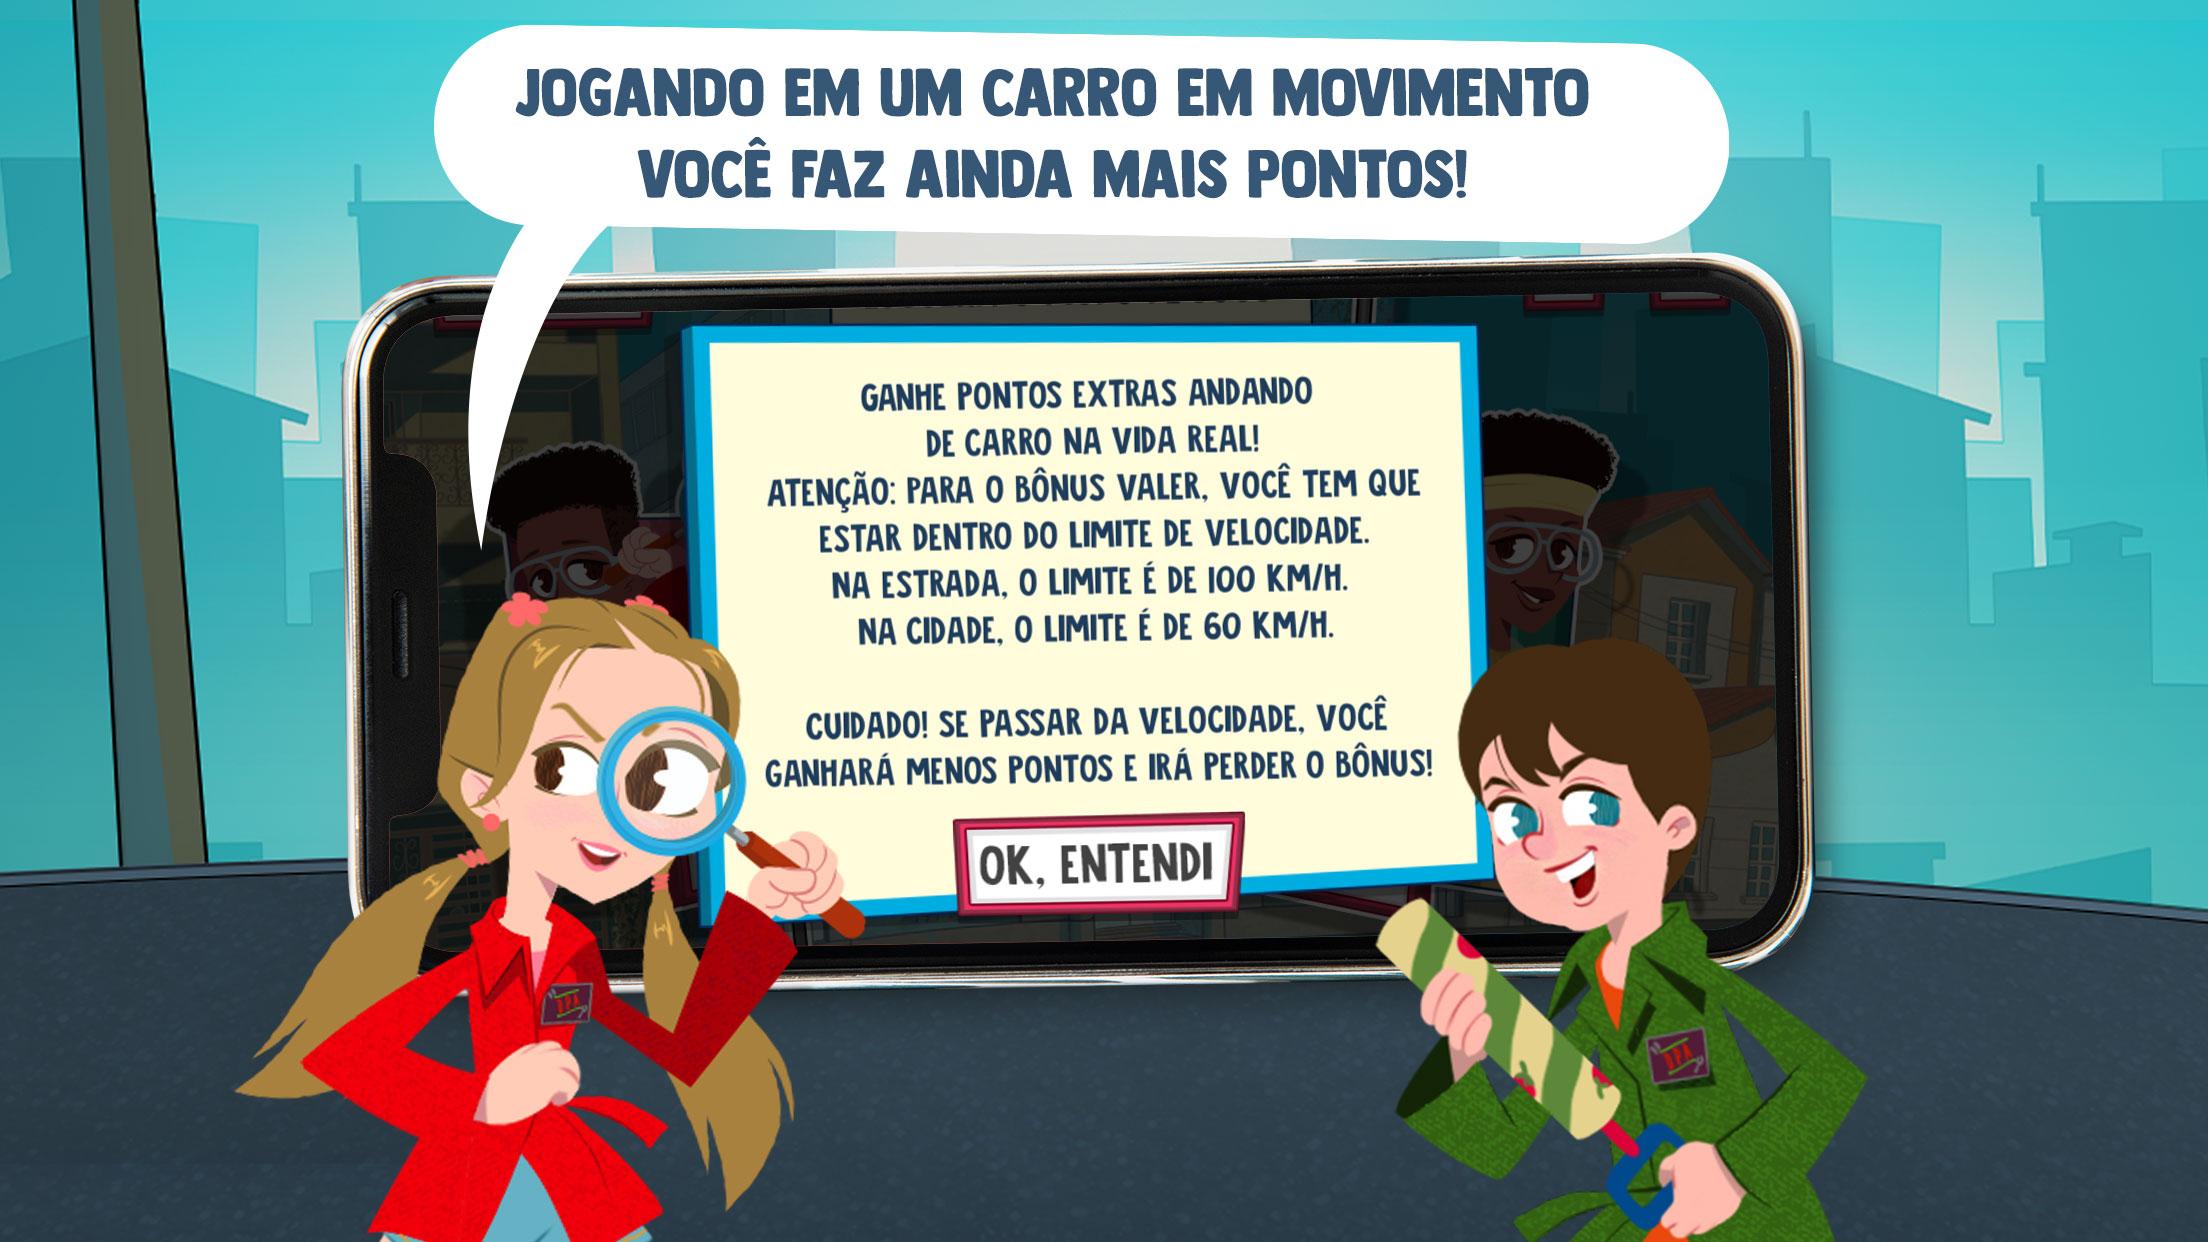 JOGANDO EM UM CARRO EM MOVIMENTO
VOCÊ FAZ AINDA MAIS PONTOS!
GANHE PONTOS EXTRAS ANDANDO
DE CARRO NA VIDA REAL!
ATENÇÃO: PARA O BÔNUS VALER, VOCÊ TEM QUE
ESTAR DENTRO DO LIMITE DE VELOCIDADE.
NA ESTRADA, O LIMITE É DE 100 KM/H.
NA CIDADE, O LIMITE É DE 60 KM/H.
CUIDADO! SE PASSAR DA VELOCIDADE, VOCÊ
GANHARÁ MENOS PONTOS E IRÁ PERDER O BÔNUS!
OK, ENTENDI
D.P.A
D.P.A